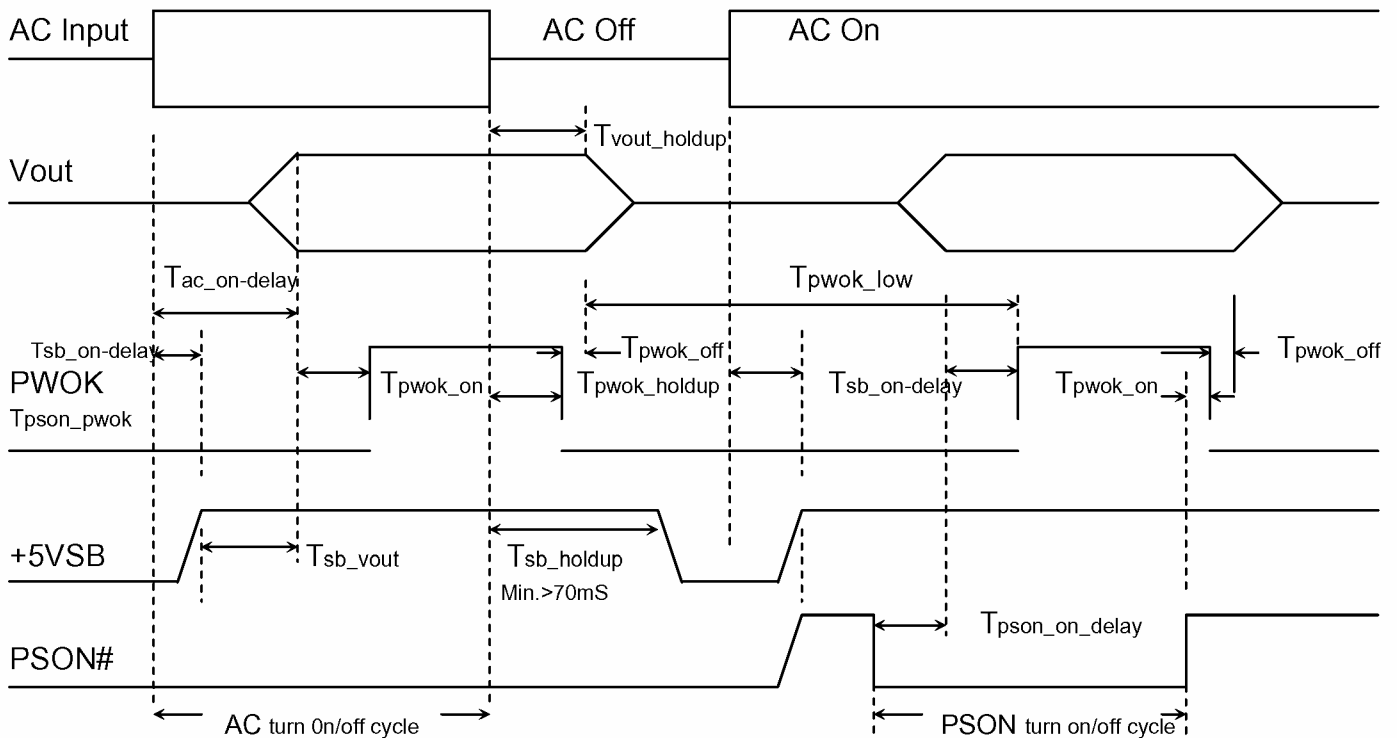 AC Input
AC Off
AC On
Tvout_holdup
Vout
Tac_on-delay
Tpwok_low
Tsb_on-delay
Tpwok_off
Tpwok_off
PWOK
Tpwok_on
Tpwok_holdup
Tsb_on-delay
Tpwok_on
Tpson_pwok
+5VSB
Tsb_vout
Tsb_holdup
Min.>70mS
Tpson_on_delay
PSON#
AC turn 0n/off cycle
PSON turn on/off cycle